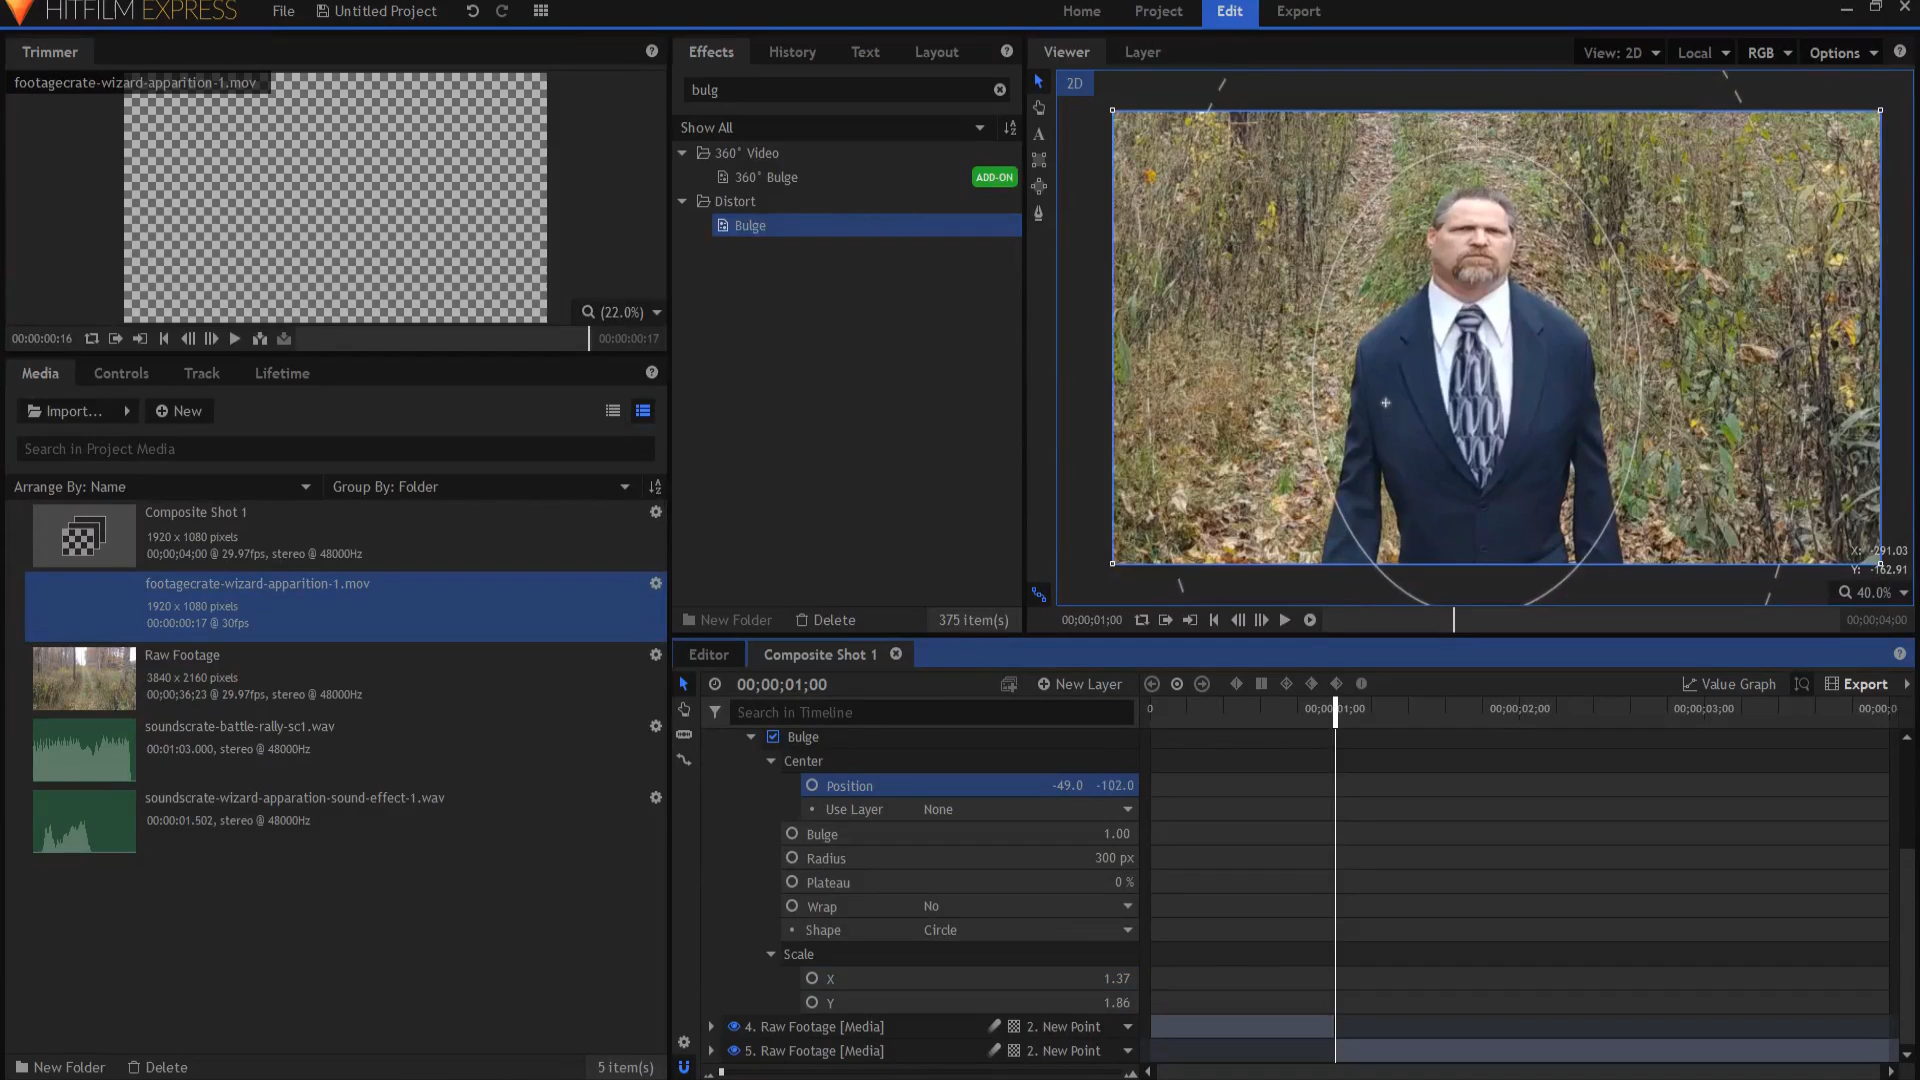 HITFILM EXPRESS File Untitled Project Home Project Edit Export
Trimmer
footagecrate-wizard-apparition-1.mov
(22.0%)
00:00:00:16 00:00:00:17
Media Controls Track Lifetime
Import... New
Search in Project Media
Arrange By: Name Group By: Folder
Composite Shot 1
1920 x 1080 pixels
00;00;04;00 @ 29.97fps, stereo @ 48000Hz
footagecrate-wizard-apparition-1.mov
1920 x 1080 pixels
00:00:00:17 @ 30fps
Raw Footage
3840 x 2160 pixels
00;00;36;23 @ 29.97fps, stereo @ 48000Hz
soundscrate-battle-rally-sc1.wav
00:01:03.000, stereo @ 48000Hz
soundscrate-wizard-apparation-sound-effect-1.wav
00:00:01.502, stereo @ 48000Hz
New Folder Delete 5 item(s)
Effects History Text Layout
bulg
Show All
360° Video
360° Bulge ADD-ON
Distort
Bulge
New Folder Delete 375 item(s)
Viewer Layer View: 2D Local RGB Options
2D
A
X: -291.03
Y: -162.91
40.0%
00;00;01;00 00;00;04;00
Editor Composite Shot 1
00;00;01;00 New Layer Value Graph Export
Search in Timeline 0 00;00;01;00 00;00;02;00 00;00;03;00 00;00;0
Bulge
Center
Position -49.0 -102.0
Use Layer None
Bulge 1.00
Radius 300 px
Plateau 0 %
Wrap No
Shape Circle
Scale
X 1.37
Y 1.86
4. Raw Footage [Media] 2. New Point
5. Raw Footage [Media] 2. New Point